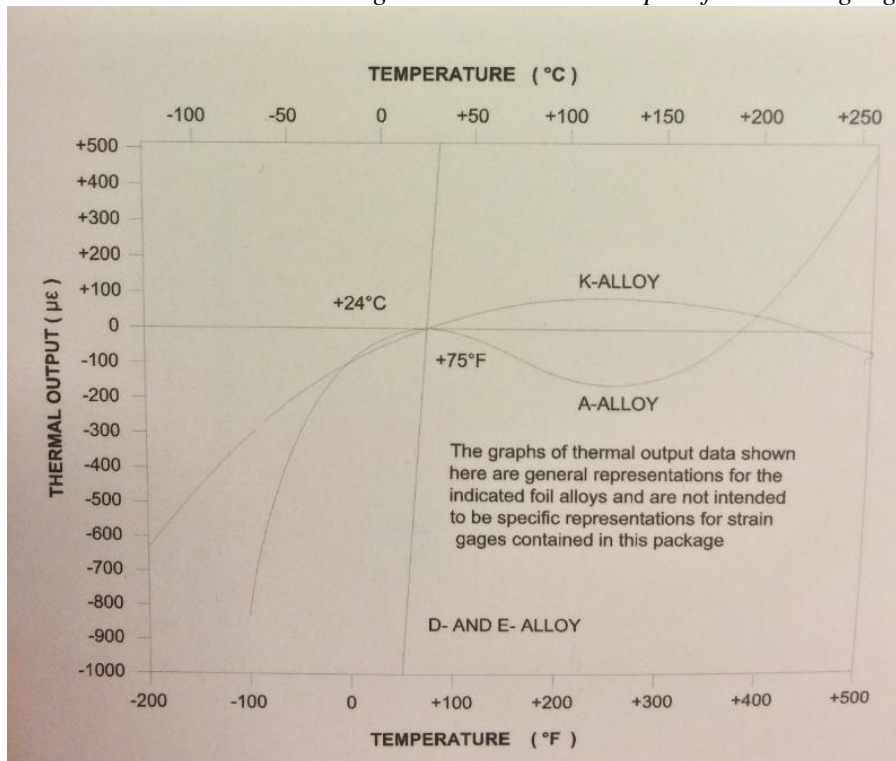 TEMPERATURE ( °C )
-100 -50 0 +50 +100 +150 +200 +250
+500
+400
+300
+200
+100
0
-100
-200
-300
-400
-500
-600
-700
-800
-900
-1000
THERMAL OUTPUT ( µε )
+24°C
K-ALLOY
+75°F
A-ALLOY
The graphs of thermal output data shown
here are general representations for the
indicated foil alloys and are not intended
to be specific representations for strain
gages contained in this package
D- AND E- ALLOY
-200 -100 0 +100 +200 +300 +400 +500
TEMPERATURE ( °F )